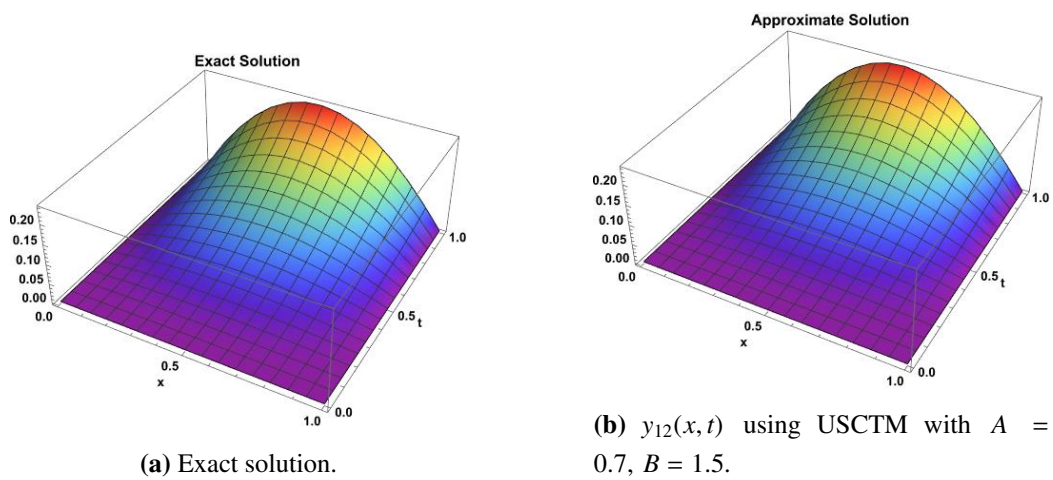 Exact Solution
0.20
0.15
0.10
0.05
0.00
0.0
0.5
x
1.0
0.0
0.5
t
1.0
(a) Exact solution.
Approximate Solution
0.20
0.15
0.10
0.05
0.00
0.0
0.5
x
1.0
0.0
0.5
t
1.0
(b) y₁₂(x, t) using USCTM with A =
0.7, B = 1.5.